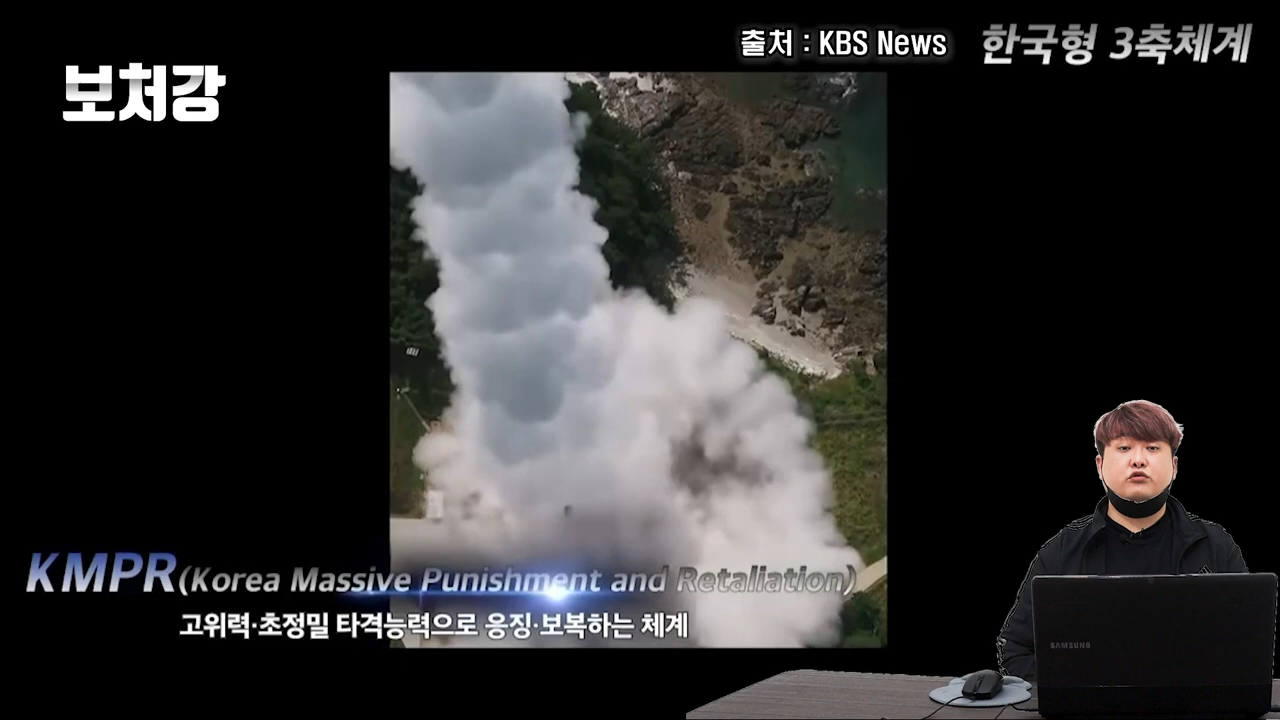 출처 : KBS News
한국형 3축체계
보처강
KMPR(Korea Massive Punishment and Retaliation)
고위력·초정밀 타격능력으로 응징·보복하는 체계
SAMSUNG